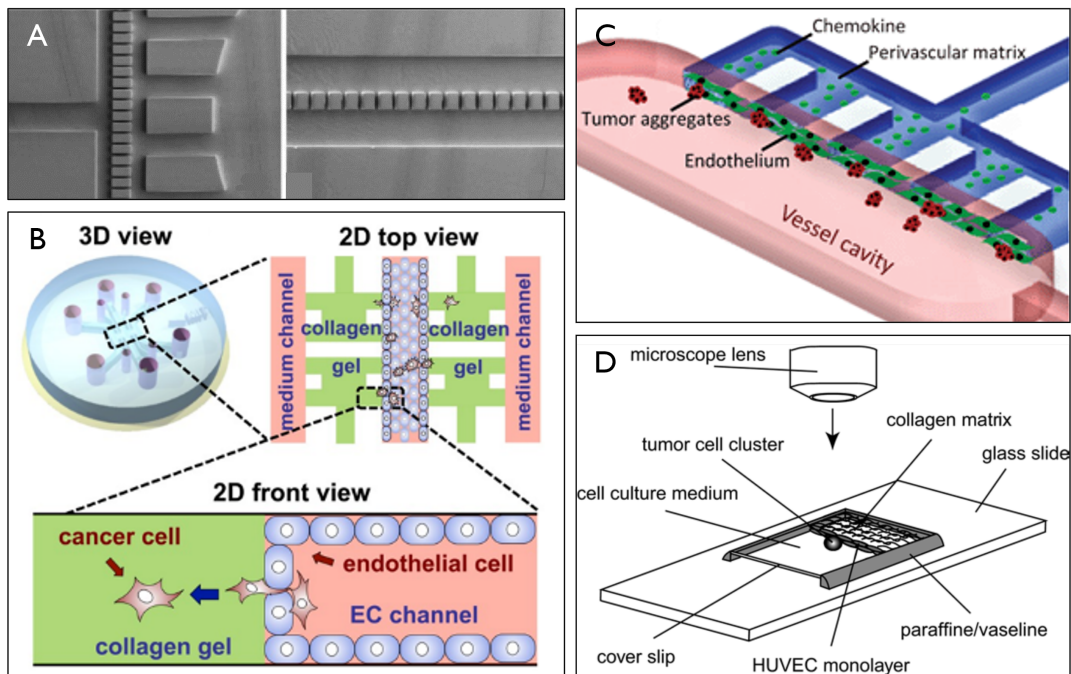 A
B
3D view
2D top view
medium channel
collagen
gel
collagen
gel
medium channel
2D front view
cancer cell
endothelial cell
EC channel
collagen gel
C
Chemokine
Perivascular matrix
Tumor aggregates
Endothelium
Vessel cavity
D
microscope lens
collagen matrix
tumor cell cluster
glass slide
cell culture medium
paraffine/vaseline
cover slip
HUVEC monolayer